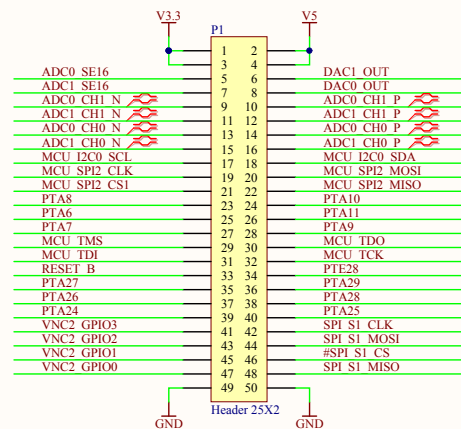 V3.3 V5
P1
1 2
3 4
ADC0_SE16 5 6 DAC1_OUT
ADC1_SE16 7 8 DAC0_OUT
ADC0_CH1_N 9 10 ADC0_CH1_P
ADC1_CH1_N 11 12 ADC1_CH1_P
ADC0_CH0_N 13 14 ADC0_CH0_P
ADC1_CH0_N 15 16 ADC1_CH0_P
MCU_I2C0_SCL 17 18 MCU_I2C0_SDA
MCU_SPI2_CLK 19 20 MCU_SPI2_MOSI
MCU_SPI2_CS1 21 22 MCU_SPI2_MISO
PTA8 23 24 PTA10
PTA6 25 26 PTA11
PTA7 27 28 PTA9
MCU_TMS 29 30 MCU_TDO
MCU_TDI 31 32 MCU_TCK
RESET_B 33 34 PTE28
PTA27 35 36 PTA29
PTA26 37 38 PTA28
PTA24 39 40 PTA25
VNC2_GPIO3 41 42 SPI_S1_CLK
VNC2_GPIO2 43 44 SPI_S1_MOSI
VNC2_GPIO1 45 46 #SPI_S1_CS
VNC2_GPIO0 47 48 SPI_S1_MISO
49 50
Header 25X2
GND GND